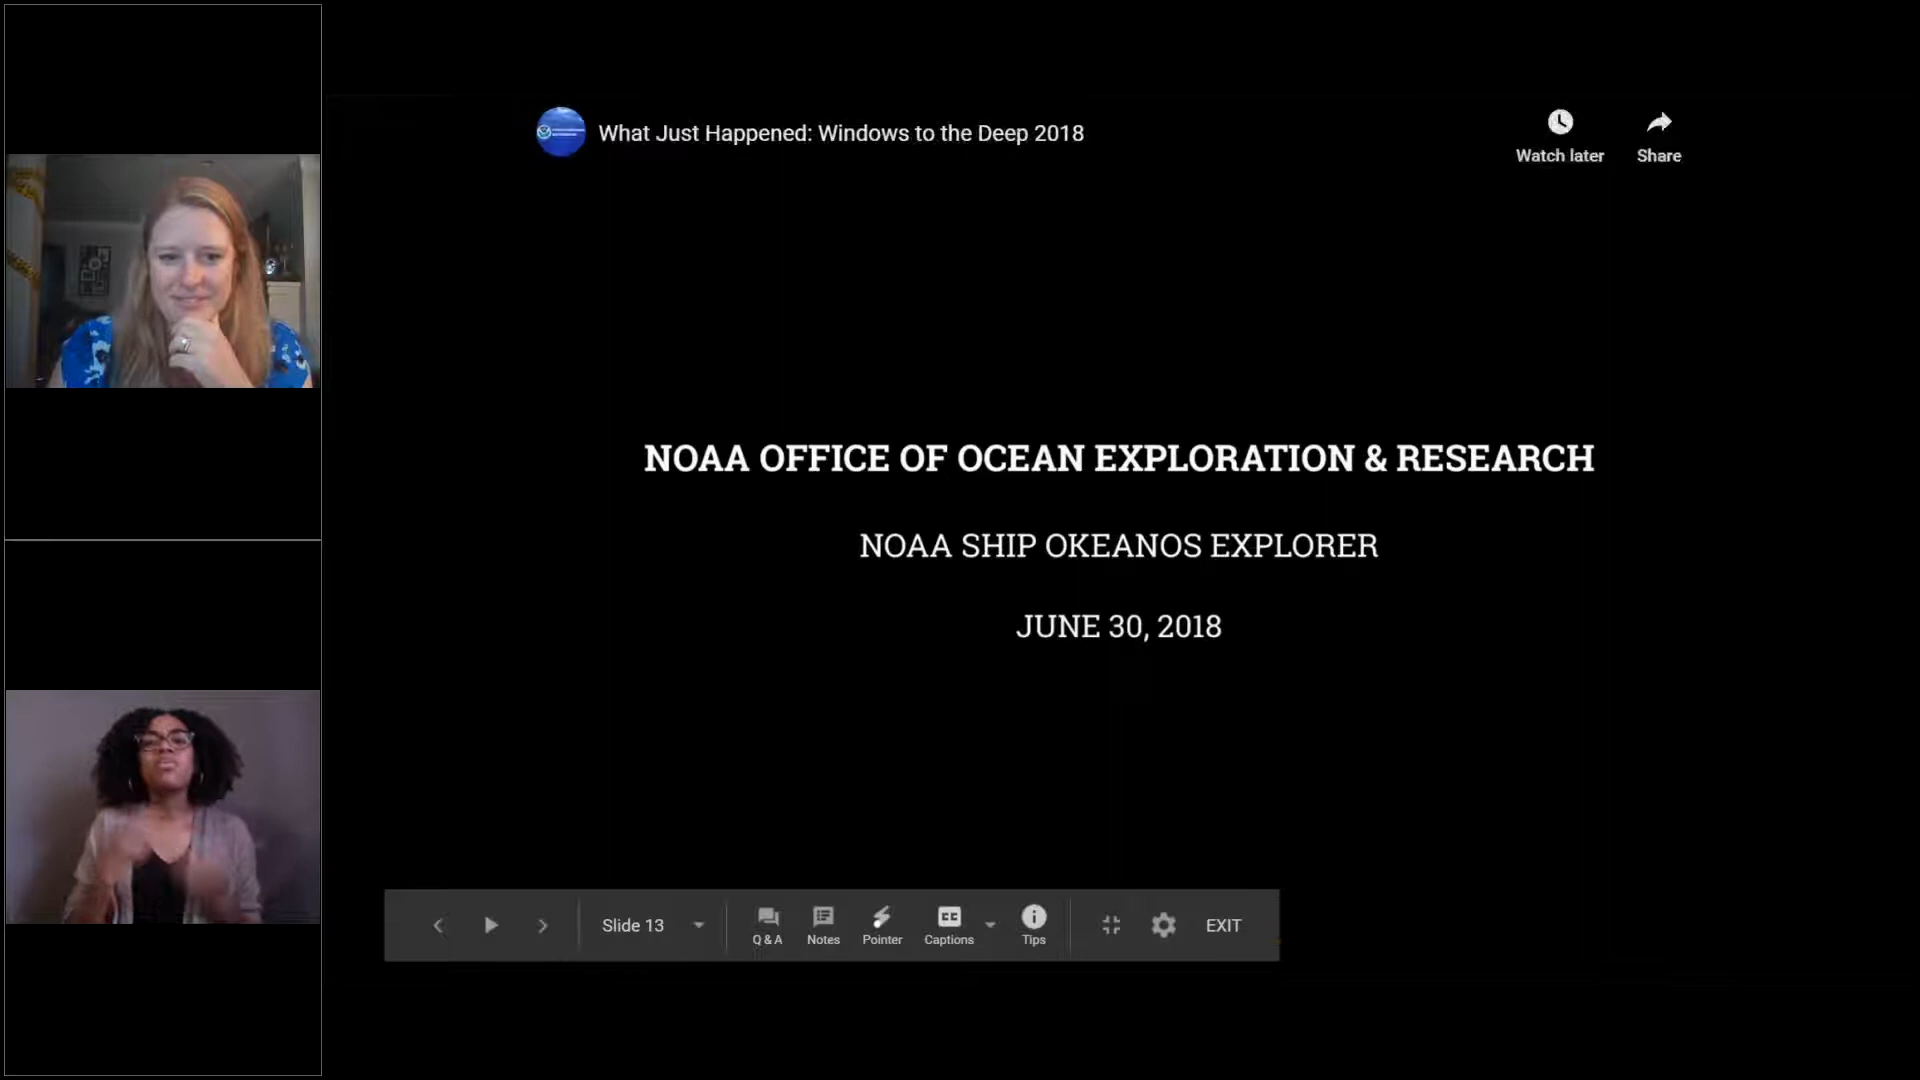 What Just Happened: Windows to the Deep 2018
Watch later
Share
NOAA OFFICE OF OCEAN EXPLORATION & RESEARCH
NOAA SHIP OKEANOS EXPLORER
JUNE 30, 2018
Slide 13
Q & A
Notes
Pointer
CC
Captions
Tips
EXIT